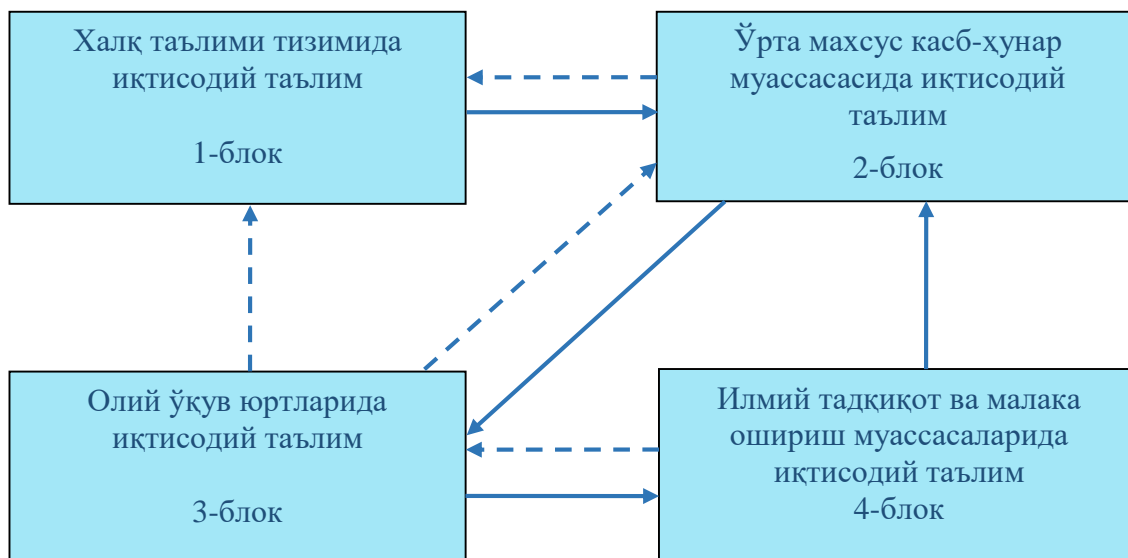 Халқ таълими тизимида
иқтисодий таълим
1-блок
Ўрта махсус касб-ҳунар
муассасасида иқтисодий
таълим
2-блок
Олий ўқув юртларида
иқтисодий таълим
3-блок
Илмий тадқиқот ва малака
ошириш муассасаларида
иқтисодий таълим
4-блок